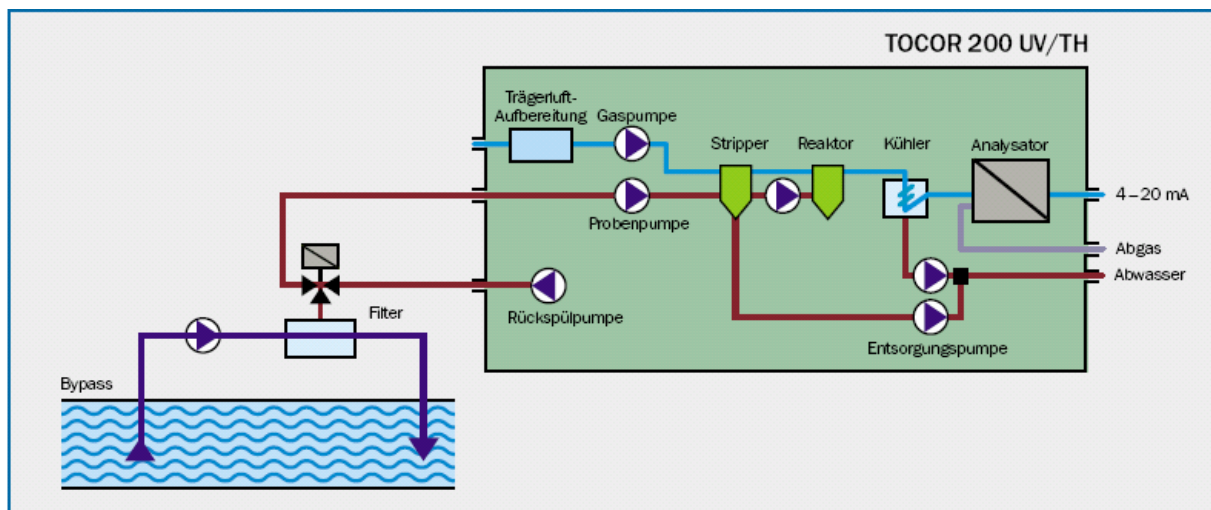 TOCOR 200 UV/TH
Trägerluft-
Aufbereitung
Gaspumpe
Stripper
Reaktor
Kühler
Analysator
4–20 mA
Probenpumpe
Abgas
Abwasser
Rückspülpumpe
Filter
Entsorgungspumpe
Bypass